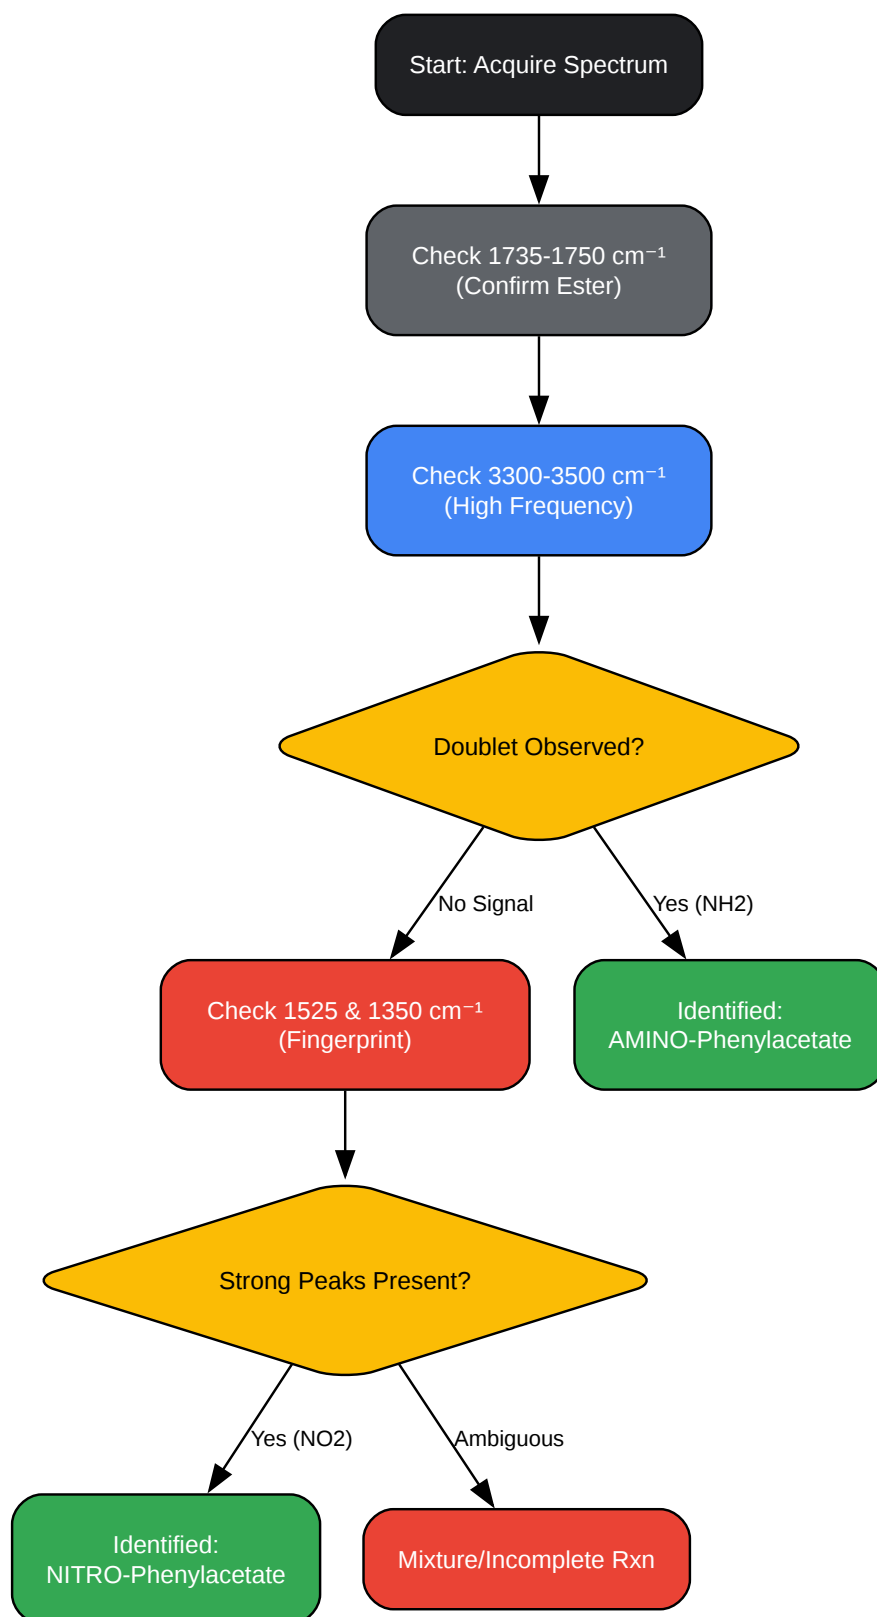 Start: Acquire Spectrum
Check 1735-1750 cm⁻¹
(Confirm Ester)
Check 3300-3500 cm⁻¹
(High Frequency)
Doublet Observed?
No Signal
Yes (NH2)
Check 1525 & 1350 cm⁻¹
(Fingerprint)
Identified:
AMINO-Phenylacetate
Strong Peaks Present?
Yes (NO2)
Ambiguous
Identified:
NITRO-Phenylacetate
Mixture/Incomplete Rxn